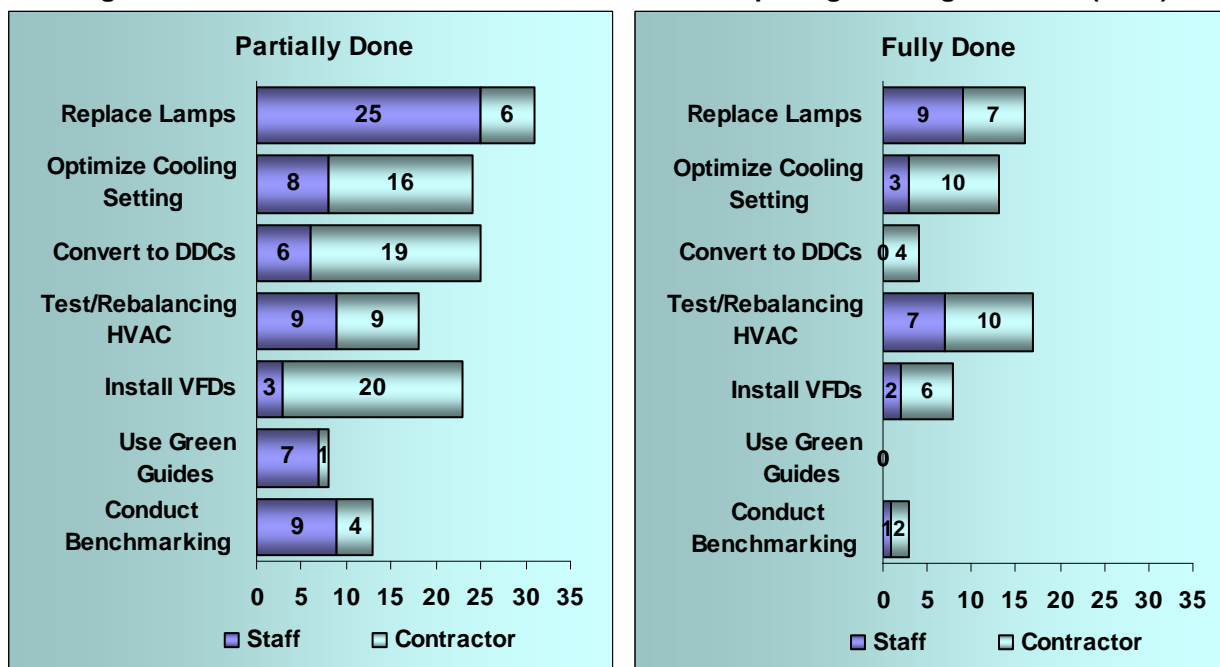 Partially Done
Replace Lamps
25
6
Optimize Cooling
Setting
8
16
Convert to DDCs
6
19
Test/Rebalancing
HVAC
9
9
Install VFDs
3
20
Use Green
Guides
7
1
Conduct
Benchmarking
9
4
0 5 10 15 20 25 30 35
Staff Contractor
Fully Done
Replace Lamps
9
7
Optimize Cooling
Setting
3
10
Convert to DDCs
0
4
Test/Rebalancing
HVAC
7
10
Install VFDs
2
6
Use Green
Guides
0
Conduct
Benchmarking
1
2
0 5 10 15 20 25 30 35
Staff Contractor